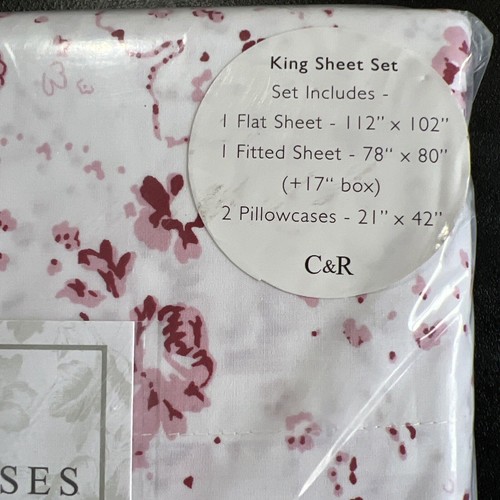 King Sheet Set
Set Includes -
1 Flat Sheet - 112" x 102"
1 Fitted Sheet - 78" x 80"
(+17" box)
2 Pillowcases - 21" x 42"
C&R
SES